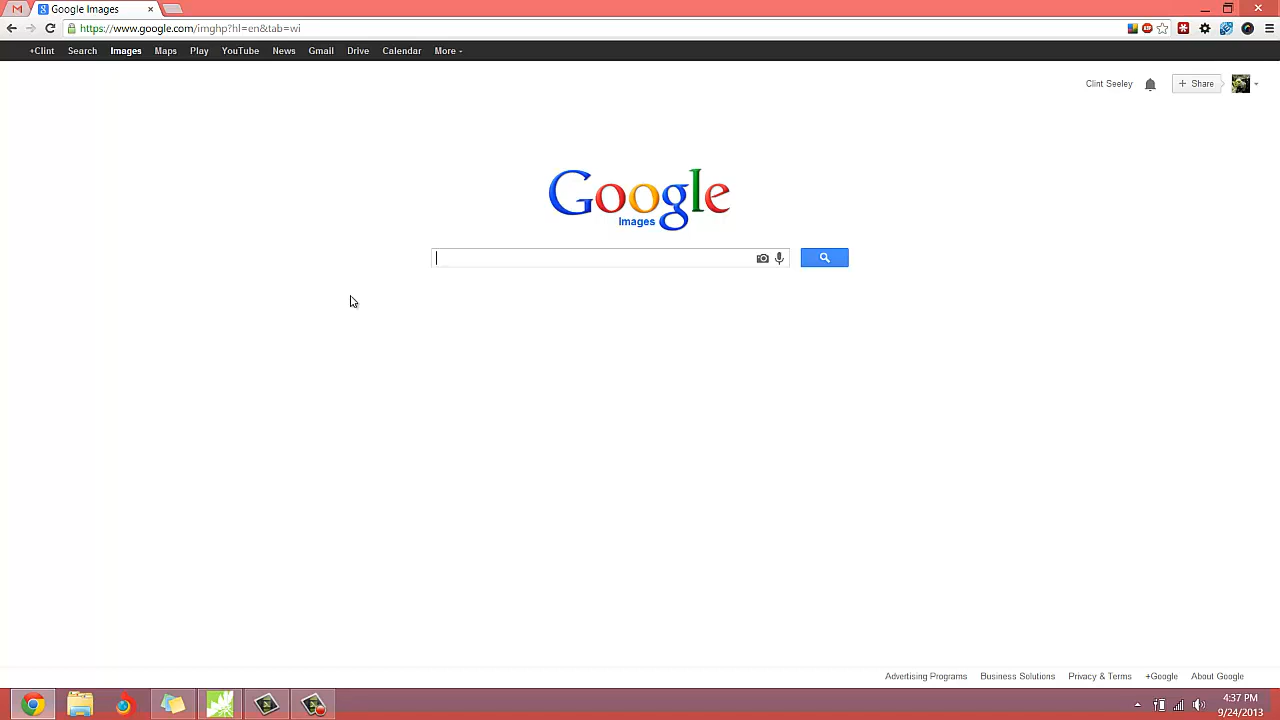 Google Images
https://www.google.com/imghp?hl=en&tab=wi
+Clint Search Images Maps Play YouTube News Gmail Drive Calendar More
Clint Seeley + Share
Google
Images
Advertising Programs Business Solutions Privacy & Terms +Google About Google
4:37 PM
9/24/2013